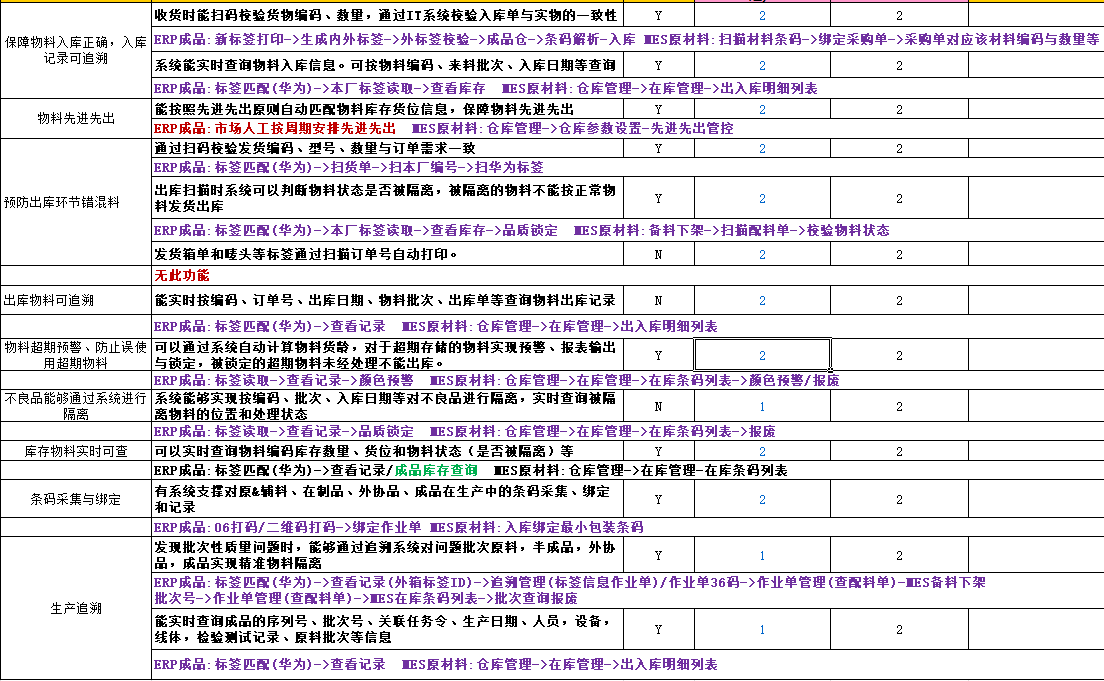 收货时能扫码校验货物编码、数量，通过IT系统校验入库单与实物的一致性 Y 2 2
保障物料入库正确，入库记录可追溯
ERP成品: 新标签打印->生成内外标签->外标签校验->成品仓->条码解析-入库 MES原材料: 扫描材料条码->绑定采购单->采购单对应该材料编码与数量等
系统能实时查询物料入库信息。可按物料编码、来料批次、入库日期等查询 Y 2 2
ERP成品: 标签匹配(华为)->本厂标签读取->查看库存 MES原材料: 仓库管理->在库管理->出入库明细列表
物料先进先出
能按照先进先出原则自动匹配物料库存货位信息，保障物料先进先出 Y 2 2
ERP成品: 市场人工按周期安排先进先出 MES原材料: 仓库管理->仓库参数设置-先进先出管控
预防出库环节错混料
通过扫码校验发货编码、型号、数量与订单需求一致 Y 2 2
ERP成品: 标签匹配(华为)->扫货单->扫本厂编号->扫华为标签
出库扫描时系统可以判断物料状态是否被隔离，被隔离的物料不能按正常物料发货出库 Y 2 2
ERP成品: 标签匹配(华为)->本厂标签读取->查看库存->品质锁定 MES原材料: 备料下架->扫描配料单->校验物料状态
发货箱单和唛头等标签通过扫描订单号自动打印。 N 2 2
无此功能
出库物料可追溯
能实时按编码、订单号、出库日期、物料批次、出库单等查询物料出库记录 N 2 2
ERP成品: 标签匹配(华为)->查看记录 MES原材料: 仓库管理->在库管理->出入库明细列表
物料超期预警、防止误使用超期物料
可以通过系统自动计算物料货龄，对于超期存储的物料实现预警、报表输出与锁定，被锁定的超期物料未经处理不能出库。 Y 2 2
ERP成品: 标签读取->查看记录->颜色预警 MES原材料: 仓库管理->在库管理->在库条码列表->颜色预警/报废
不良品能够通过系统进行隔离
系统能够实现按编码、批次、入库日期等对不良品进行隔离，实时查询被隔离物料的位置和处理状态 N 1 2
ERP成品: 标签读取->查看记录->品质锁定 MES原材料: 仓库管理->在库管理->在库条码列表->报废
库存物料实时可查
可以实时查询物料编码库存数量、货位和物料状态（是否被隔离）等 Y 2 2
ERP成品: 标签匹配(华为)->查看记录/成品库存查询 MES原材料: 仓库管理->在库管理-在库条码列表
条码采集与绑定
有系统支撑对原&辅料、在制品、外协品、成品在生产中的条码采集、绑定和记录 Y 2 2
ERP成品: 06打码/二维码打码->绑定作业单 MES原材料: 入库绑定最小包装条码
生产追溯
发现批次性质量问题时，能够通过追溯系统对问题批次原料，半成品，外协品，成品实现精准物料隔离 Y 1 2
ERP成品: 标签匹配(华为)->查看记录(外箱标签ID)->追溯管理(标签信息作业单)/作业单36码->作业单管理(查配料单)-MES备料下架
批次号->作业单管理(查配料单)->MES在库条码列表->批次查询报废
能实时查询成品的序列号、批次号、关联任务令、生产日期、人员，设备，线体，检验测试记录、原料批次等信息 Y 1 2
ERP成品: 标签匹配(华为)->查看记录 MES原材料: 仓库管理->在库管理->出入库明细列表